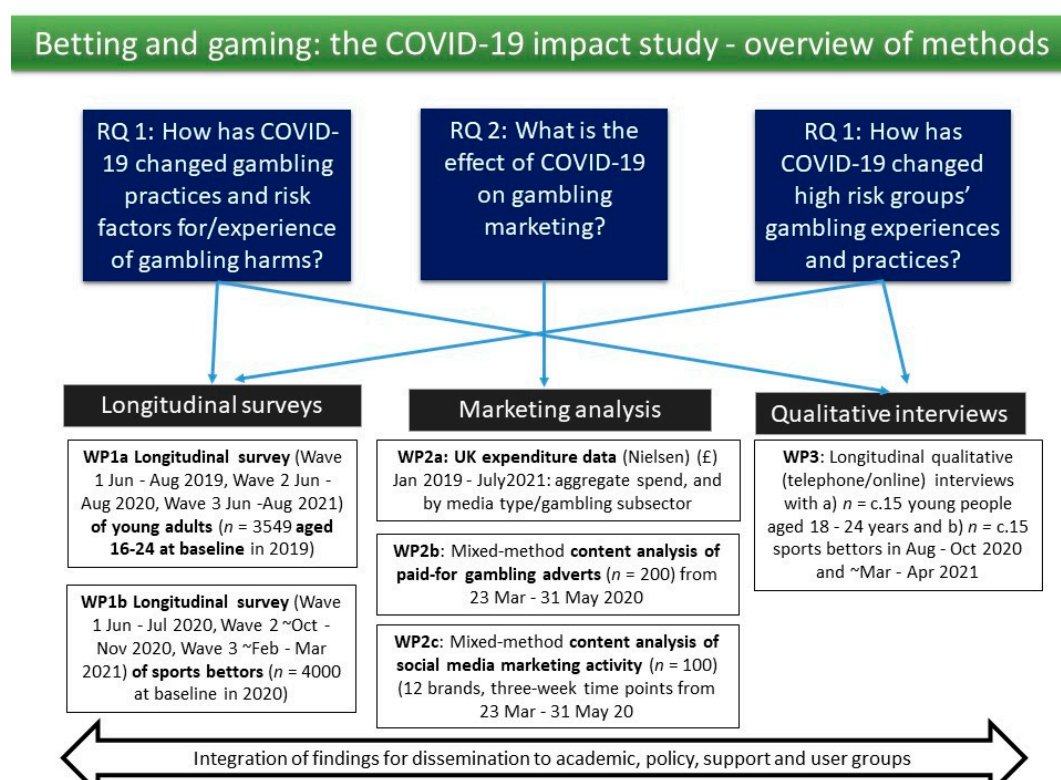 Betting and gaming: the COVID-19 impact study - overview of methods
RQ 1: How has COVID-
19 changed gambling
practices and risk
factors for/experience
of gambling harms?
RQ 2: What is the
effect of COVID-19
on gambling
marketing?
RQ 1: How has
COVID-19 changed
high risk groups’
gambling experiences
and practices?
Longitudinal surveys
WP1a Longitudinal survey (Wave
1 Jun - Aug 2019, Wave 2 Jun -
Aug 2020, Wave 3 Jun -Aug 2021)
of young adults (n = 3549 aged
16-24 at baseline in 2019)
WP1b Longitudinal survey (Wave
1 Jun - Jul 2020, Wave 2 ~Oct -
Nov 2020, Wave 3 ~Feb - Mar
2021) of sports bettors (n = 4000
at baseline in 2020)
Marketing analysis
WP2a: UK expenditure data (Nielsen) (£)
Jan 2019 - July2021: aggregate spend, and
by media type/gambling subsector
WP2b: Mixed-method content analysis of
paid-for gambling adverts (n = 200) from
23 Mar - 31 May 2020
WP2c: Mixed-method content analysis of
social media marketing activity (n = 100)
(12 brands, three-week time points from
23 Mar - 31 May 20
Qualitative interviews
WP3: Longitudinal qualitative
(telephone/online) interviews
with a) n = c.15 young people
aged 18 - 24 years and b) n = c.15
sports bettors in Aug - Oct 2020
and ~Mar - Apr 2021
Integration of findings for dissemination to academic, policy, support and user groups